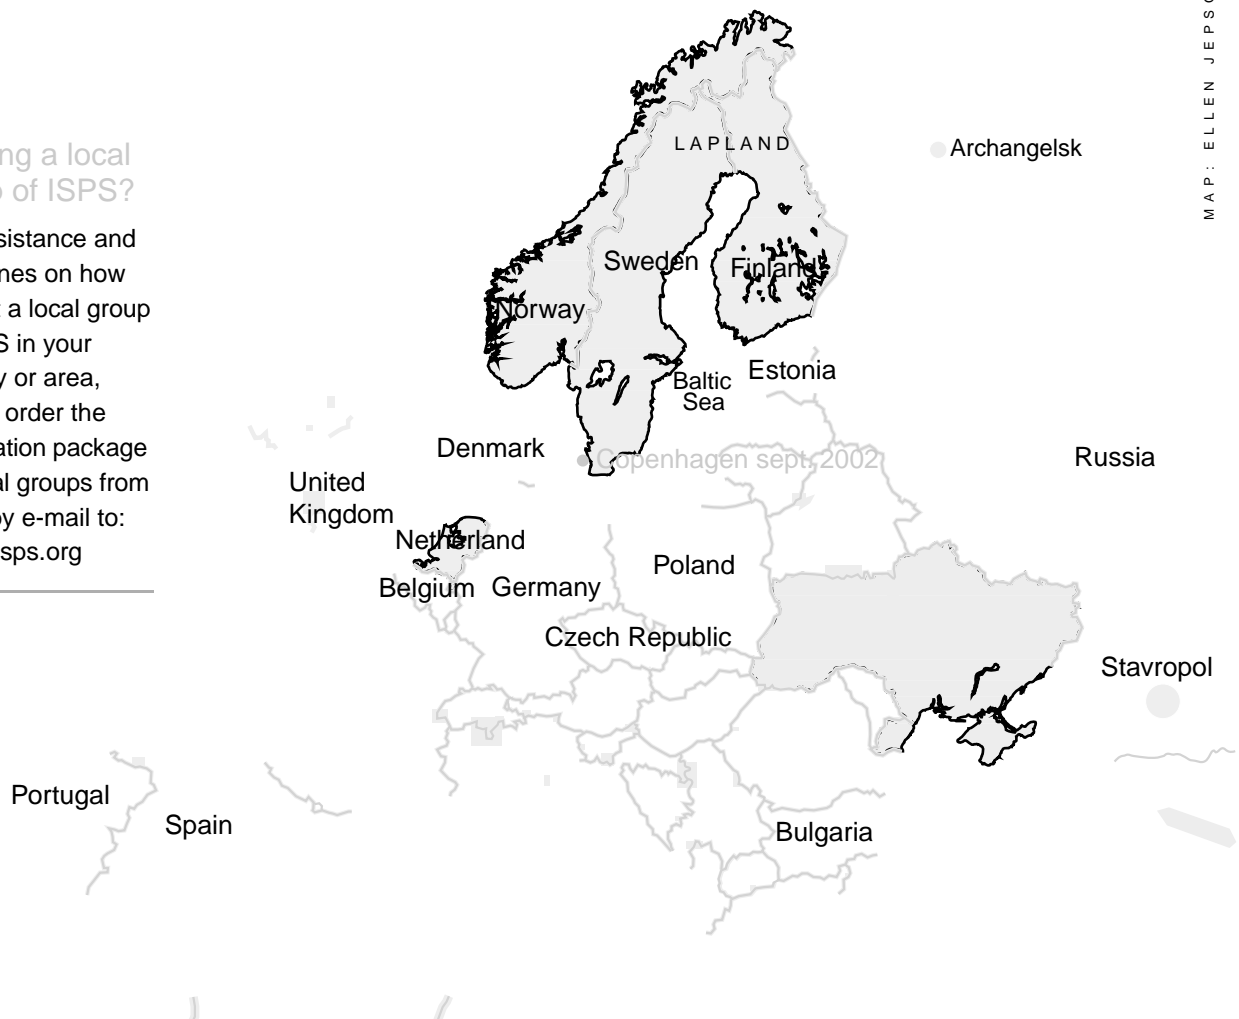 ng a local
of ISPS?
sistance and
nes on how
a local group
S in your
y or area,
order the
ation package
al groups from
by e-mail to:
sps.org
LAPLAND
Archangelsk
MAP: ELLEN JEPSO
Sweden
Finland
Norway
Estonia
Baltic
Sea
Denmark
Copenhagen sept. 2002
Russia
United
Kingdom
Netherland
Poland
Belgium
Germany
Czech Republic
Stavropol
Portugal
Spain
Bulgaria